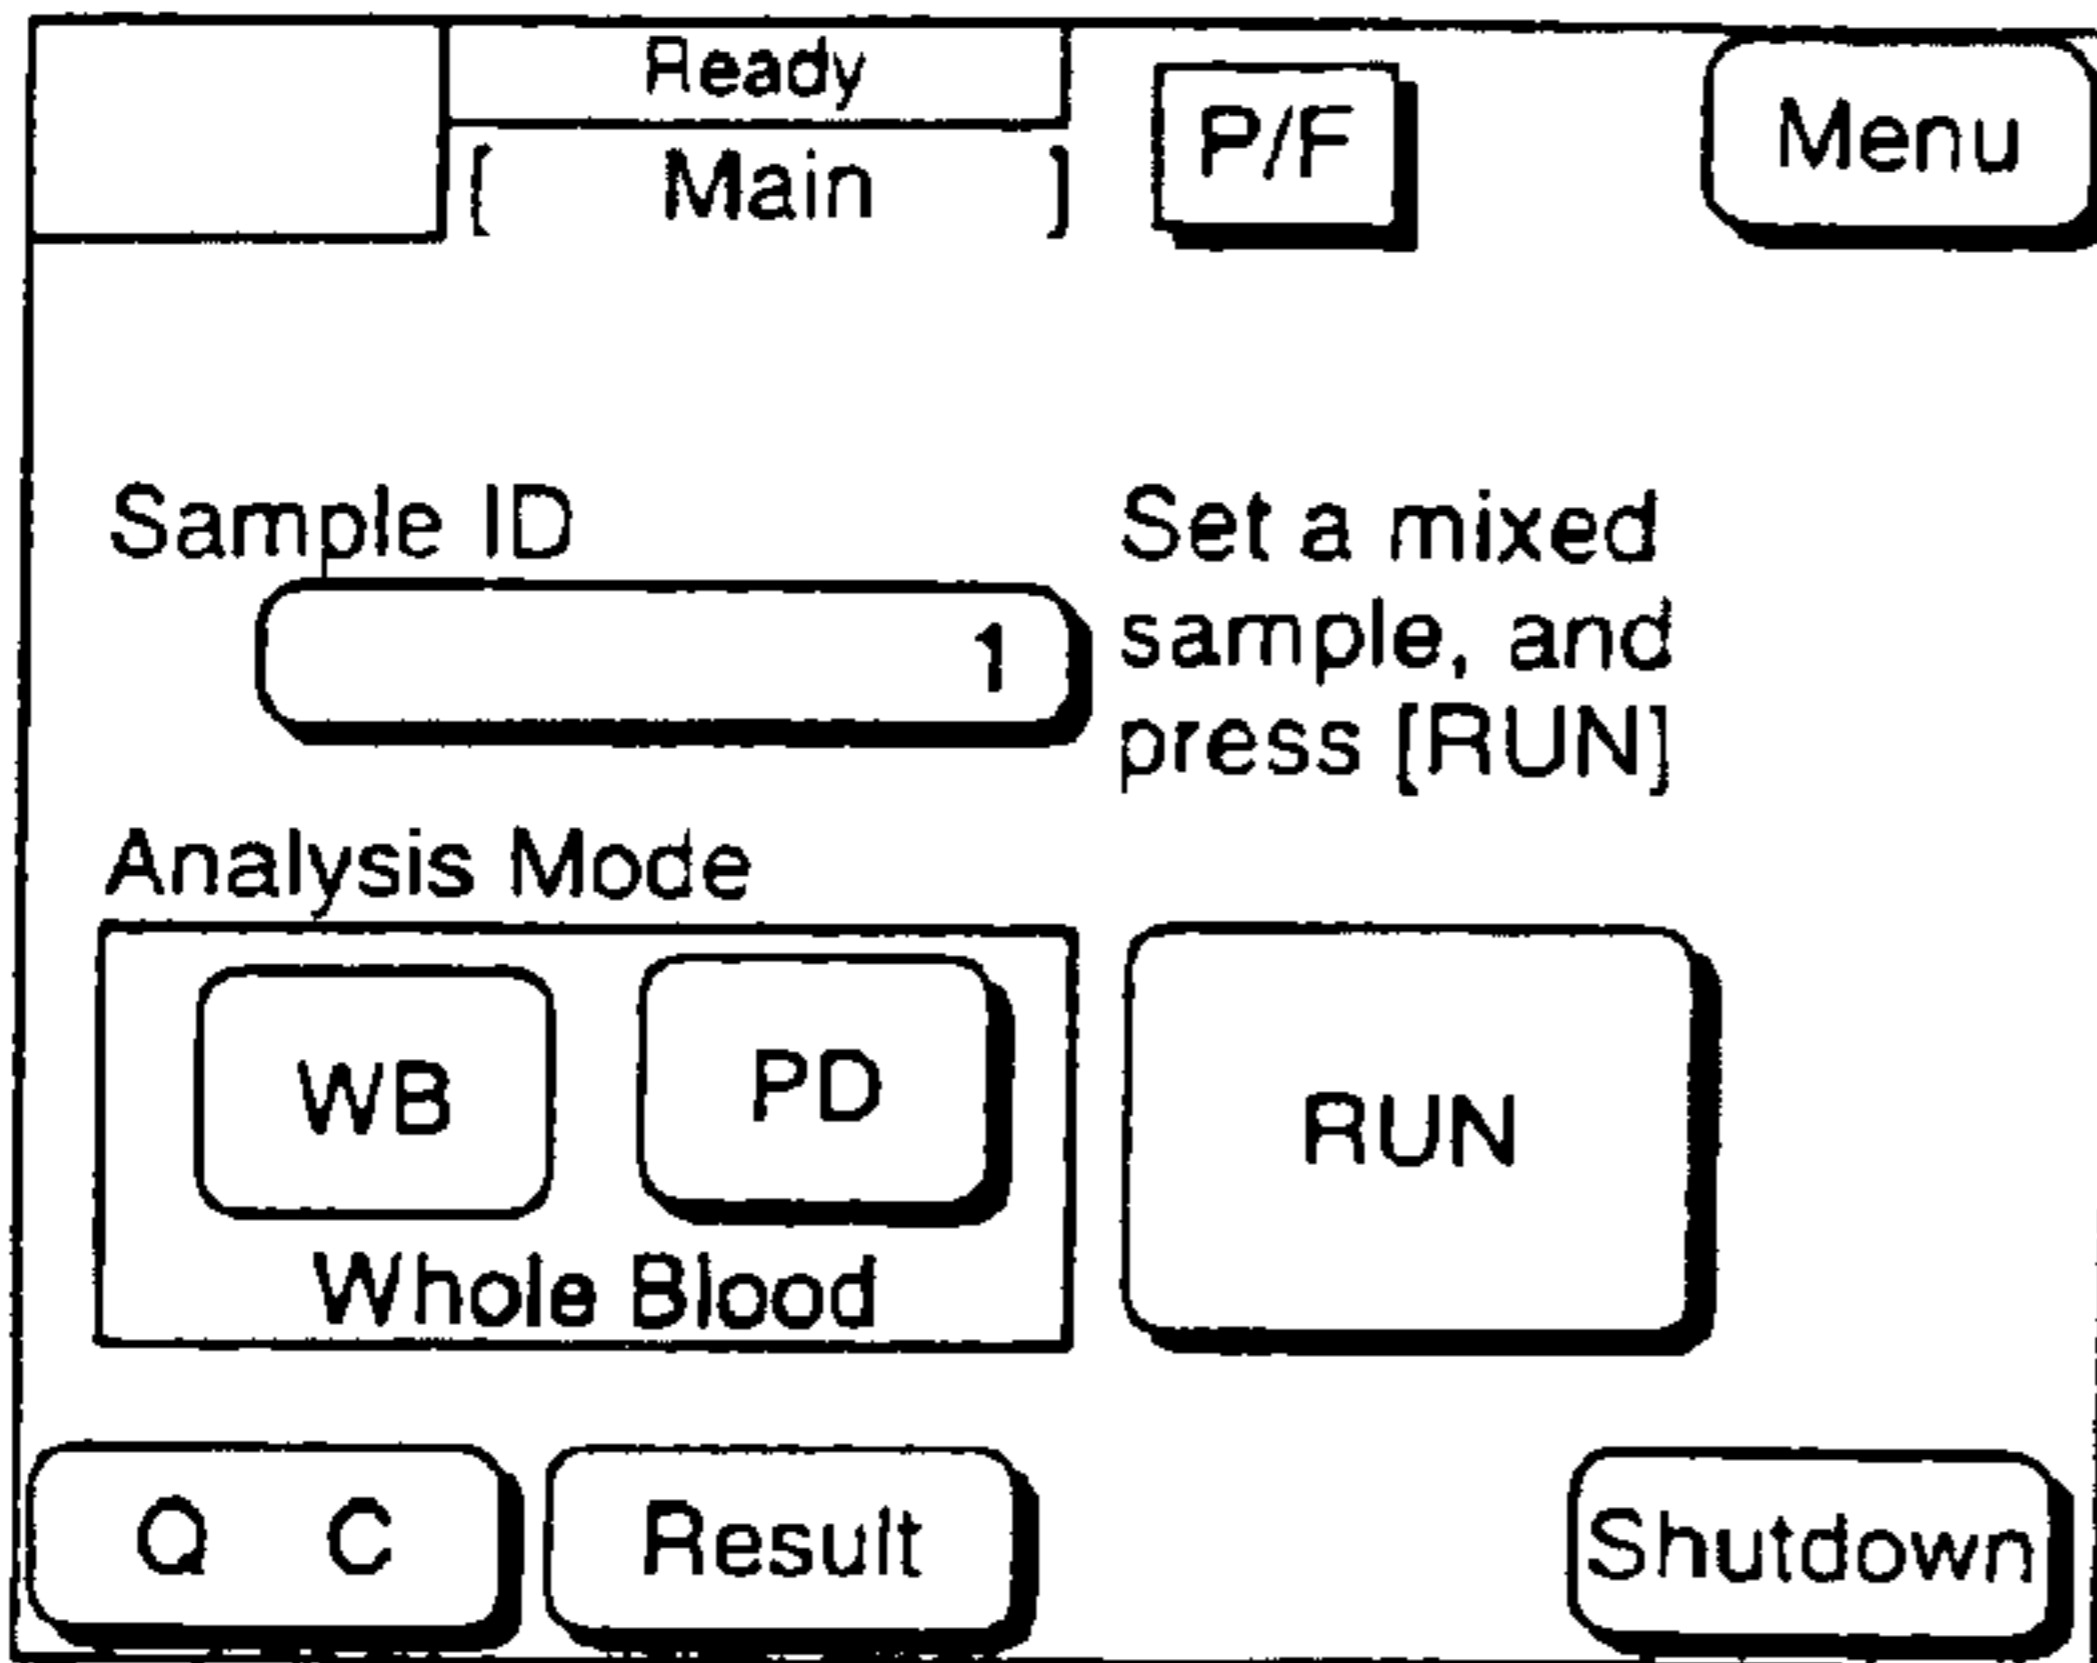 Ready
[ Main ]
P/F
Menu
Sample ID
1
Set a mixed
sample, and
press [RUN]
Analysis Mode
WB
PD
Whole Blood
RUN
Q C
Result
Shutdown